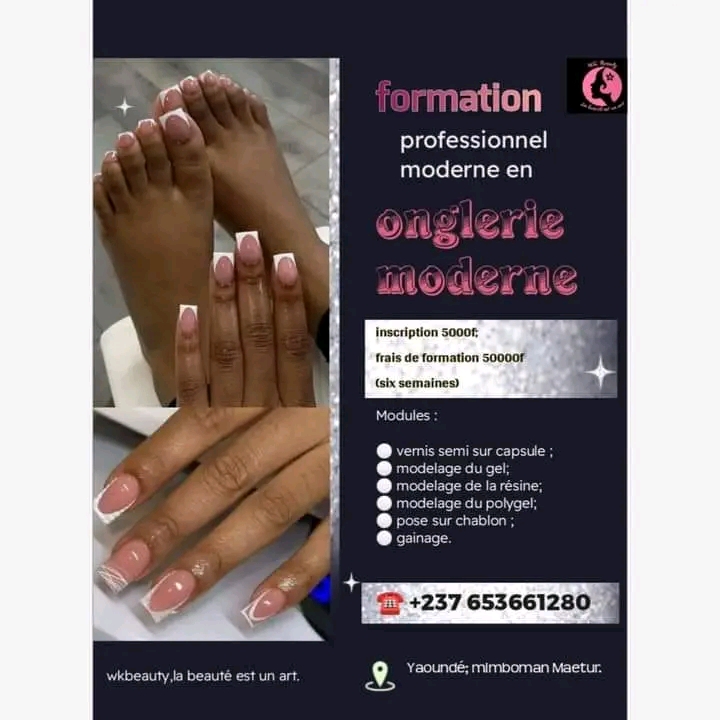 formation
professionnel
moderne en
onglerie
moderne
inscription 5000f;
frais de formation 50000f
(six semaines)
Modules :
vernis semi sur capsule ;
modelage du gel;
modelage de la résine;
modelage du polygel;
pose sur chablon ;
gainage.
+237 653661280
wkbeauty,la beauté est un art.
Yaoundé; mimboman Maetur.